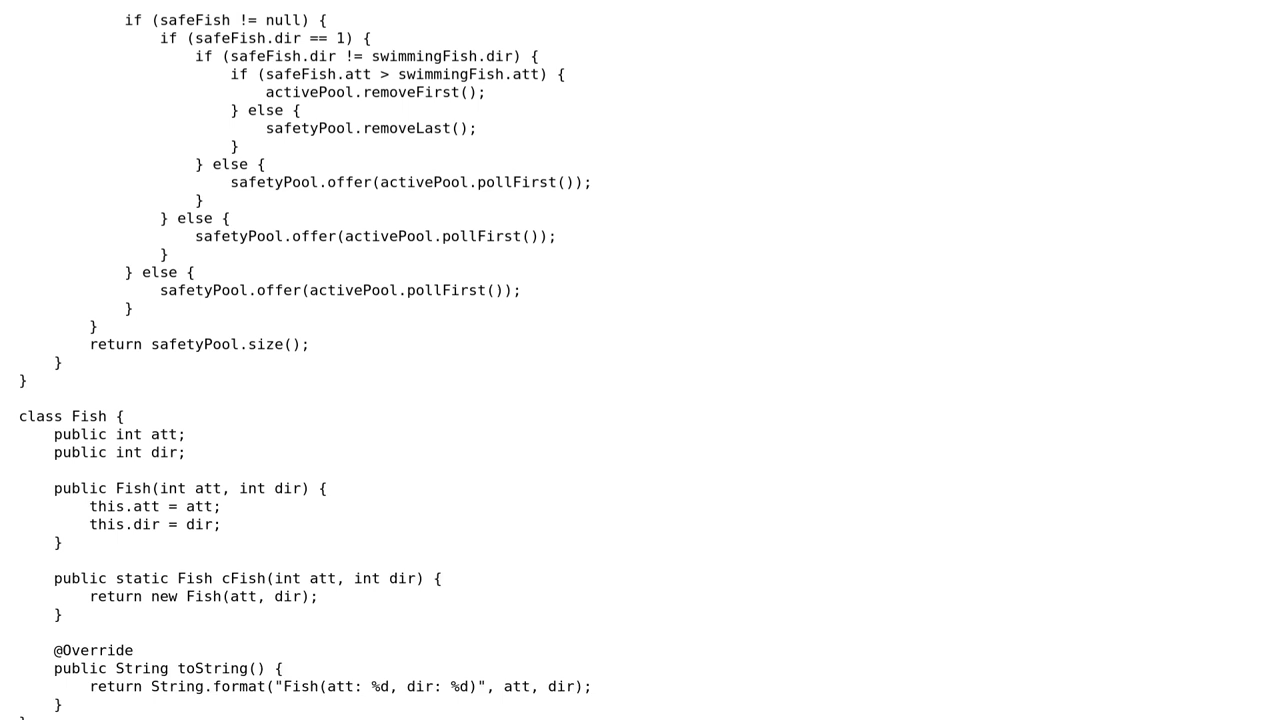 if (safeFish != null) {
                if (safeFish.dir == 1) {
                    if (safeFish.dir != swimmingFish.dir) {
                        if (safeFish.att > swimmingFish.att) {
                            activePool.removeFirst();
                        } else {
                            safetyPool.removeLast();
                        }
                    } else {
                        safetyPool.offer(activePool.pollFirst());
                    }
                } else {
                    safetyPool.offer(activePool.pollFirst());
                }
            } else {
                safetyPool.offer(activePool.pollFirst());
            }
        }
        return safetyPool.size();
    }
}

class Fish {
    public int att;
    public int dir;

    public Fish(int att, int dir) {
        this.att = att;
        this.dir = dir;
    }

    public static Fish cFish(int att, int dir) {
        return new Fish(att, dir);
    }

    @Override
    public String toString() {
        return String.format("Fish(att: %d, dir: %d)", att, dir);
    }
}